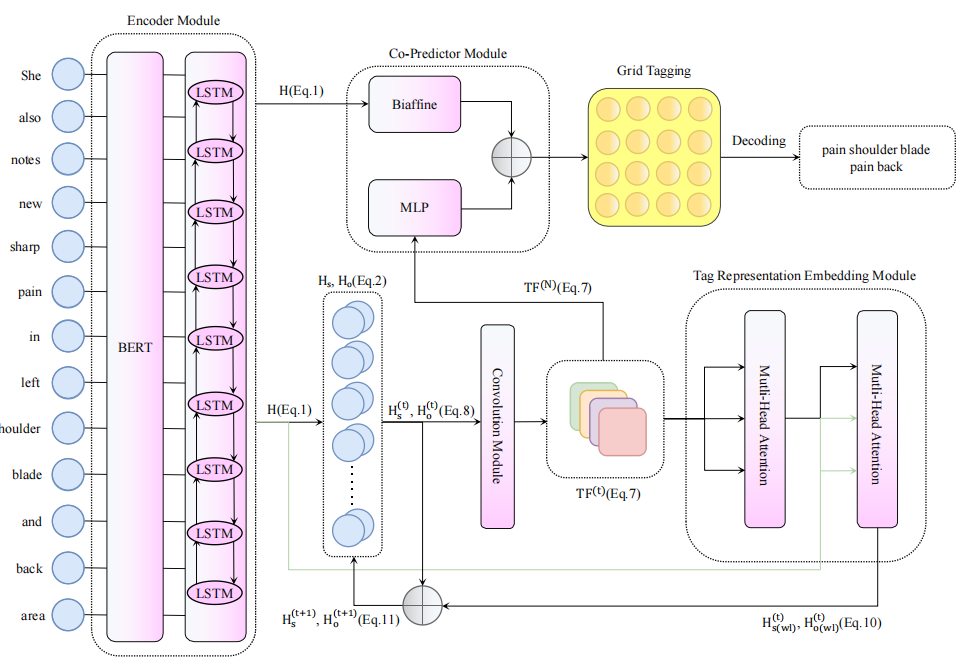 Encoder Module
She
also
notes
new
sharp
pain
in
left
houlder
blade
and
back
area
BERT
LSTM
LSTM
LSTM
LSTM
LSTM
LSTM
LSTM
LSTM
LSTM
H(Eq.1)
H(Eq.1)
Co-Predictor Module
Biaffine
MLP
Grid Tagging
Decoding
pain shoulder blade
pain back
H_s, H_o(Eq.2)
TF^(N)(Eq.7)
H_s^(t), H_o^(t)(Eq.8)
Convolution Module
TF^(t)(Eq.7)
Tag Representation Embedding Module
Mutli-Head Attention
Mutli-Head Attention
H_s^(t+1), H_o^(t+1)(Eq.11)
H_s(wl)^(t), H_o(wl)^(t)(Eq.10)